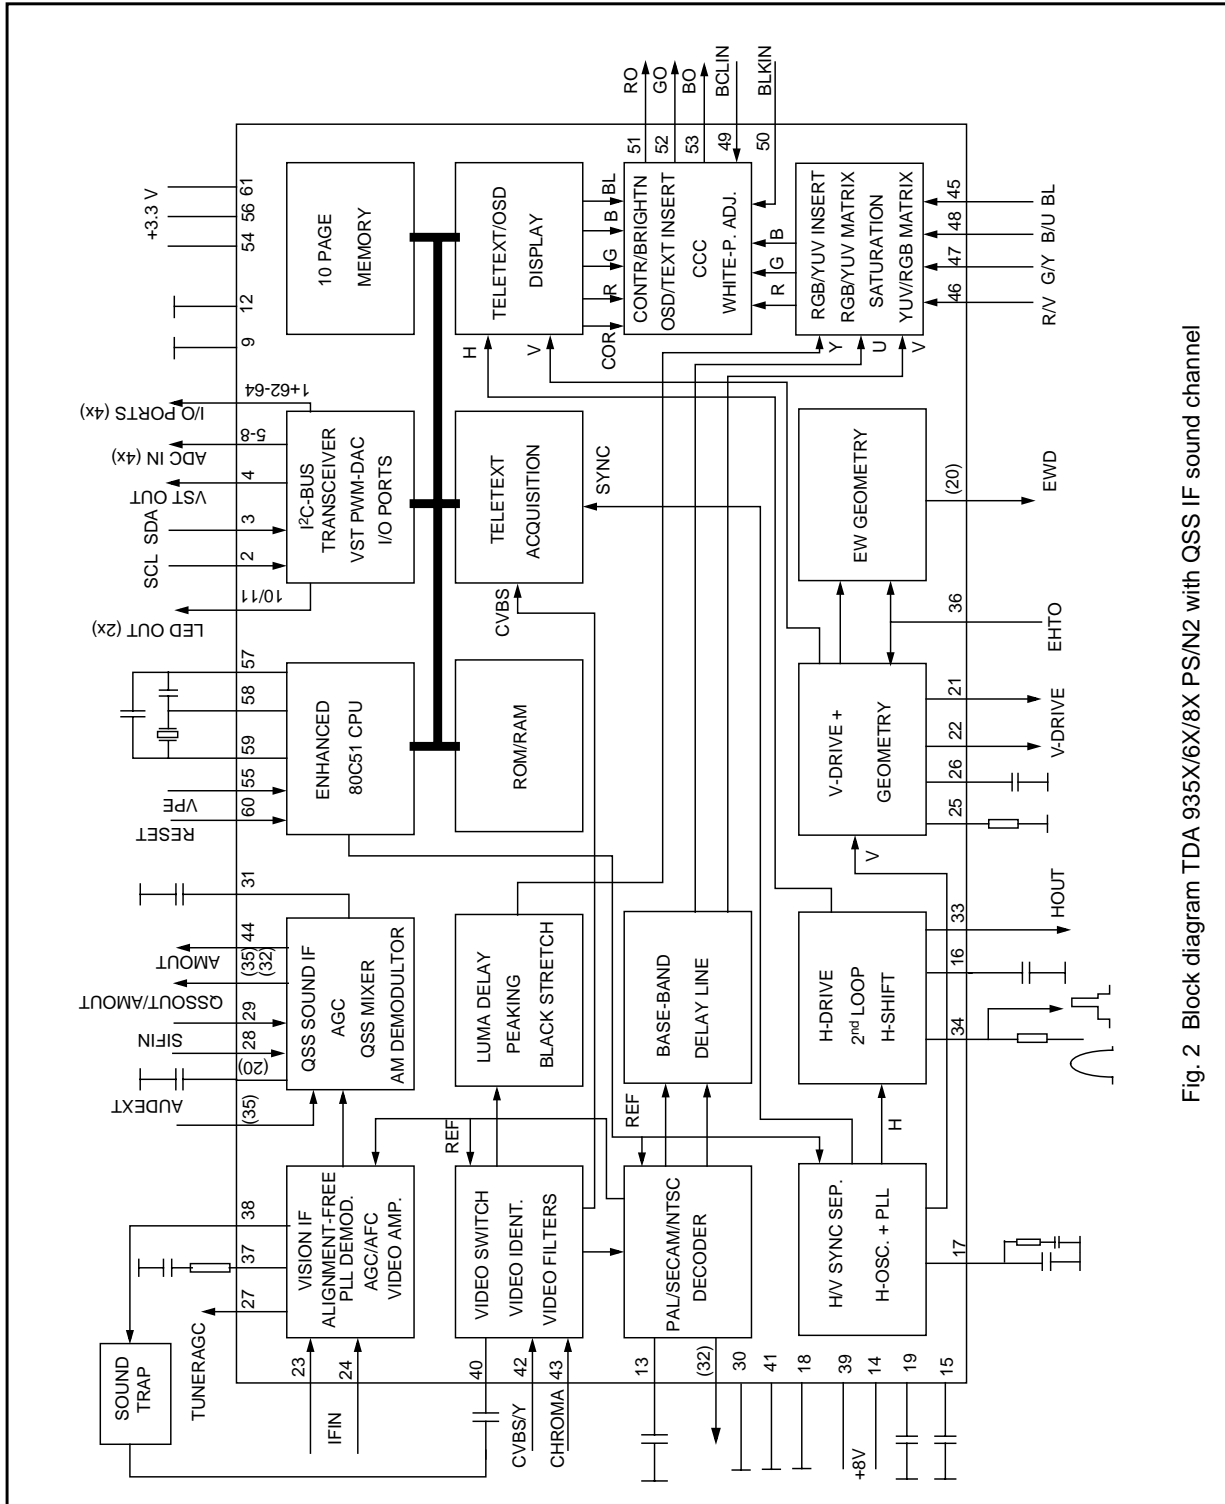 +3.3 V
54
56
61
12
9
10 PAGE
MEMORY
I/O PORTS (4x)
1+62-64
ADC IN (4x)
5-8
VST OUT
4
SDA
3
SCL
2
LED OUT (2x)
10/11
I²C-BUS
TRANSCEIVER
VST PWM-DAC
I/O PORTS
57
58
59
VPE
55
RESET
60
ENHANCED
80C51 CPU
31
AMOUT
44
QSSOUT/AMOUT
(35)
(32)
SIFIN
29
28
(20)
AUDEXT
(35)
QSS SOUND IF
AGC
QSS MIXER
AM DEMODULTOR
38
37
TUNERAGC
27
VISION IF
ALIGNMENT-FREE
PLL DEMOD.
AGC/AFC
VIDEO AMP.
SOUND
TRAP
IFIN
23
24
TELETEXT/OSD
DISPLAY
H
V
TELETEXT
ACQUISITION
CVBS
SYNC
ROM/RAM
LUMA DELAY
PEAKING
BLACK STRETCH
REF
VIDEO SWITCH
VIDEO IDENT.
VIDEO FILTERS
40
CVBS/Y
42
CHROMA
43
COR
R
G
B
BL
CONTR/BRIGHTN
OSD/TEXT INSERT
CCC
WHITE-P. ADJ.
RO
51
GO
52
BO
53
BCLIN
49
BLKIN
50
R
G
B
BASE-BAND
DELAY LINE
REF
PAL/SECAM/NTSC
DECODER
13
(32)
30
41
18
39
+8V
14
19
15
Y
U
V
RGB/YUV INSERT
RGB/YUV MATRIX
SATURATION
YUV/RGB MATRIX
45
48
47
46
BL
B/U
G/Y
R/V
EW GEOMETRY
(20)
EWD
36
EHTO
V-DRIVE +
GEOMETRY
V
21
22
26
25
V-DRIVE
H-DRIVE
2nd LOOP
H-SHIFT
33
16
34
HOUT
H
H/V SYNC SEP.
H-OSC. + PLL
17
Fig. 2 Block diagram TDA 935X/6X/8X PS/N2 with QSS IF sound channel